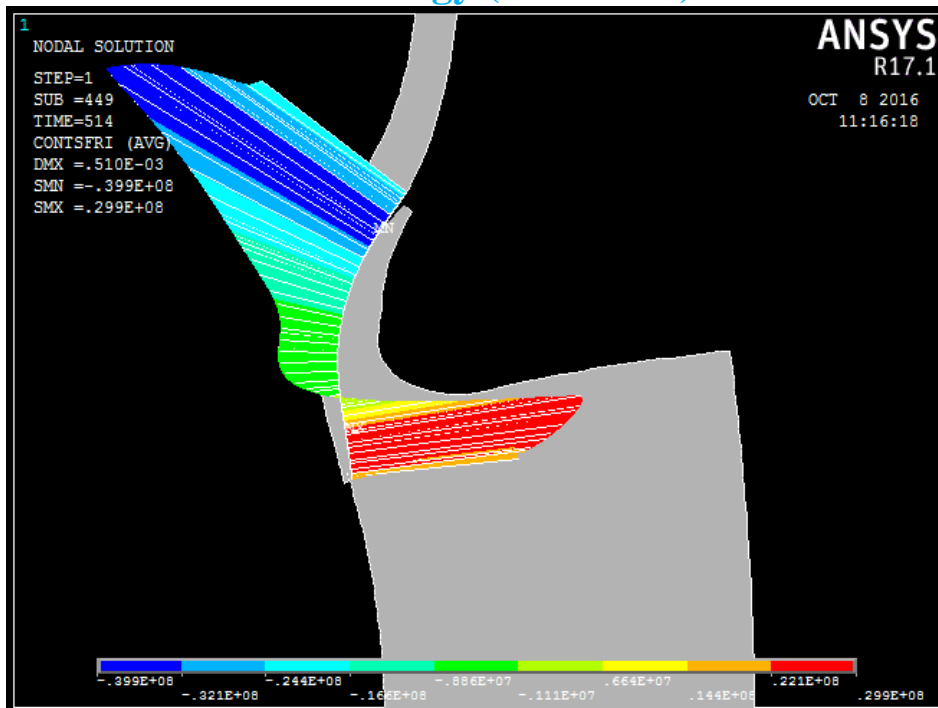 1
NODAL SOLUTION
STEP=1
SUB =449
TIME=514
CONTSFRI (AVG)
DMX =.510E-03
SMN =-.399E+08
SMX =.299E+08
ANSYS
R17.1
OCT 8 2016
11:16:18
MN
MX
-.399E+08 -.244E+08 -.886E+07 .664E+07 .221E+08
-.321E+08 -.166E+08 -.111E+07 .144E+08 .299E+08